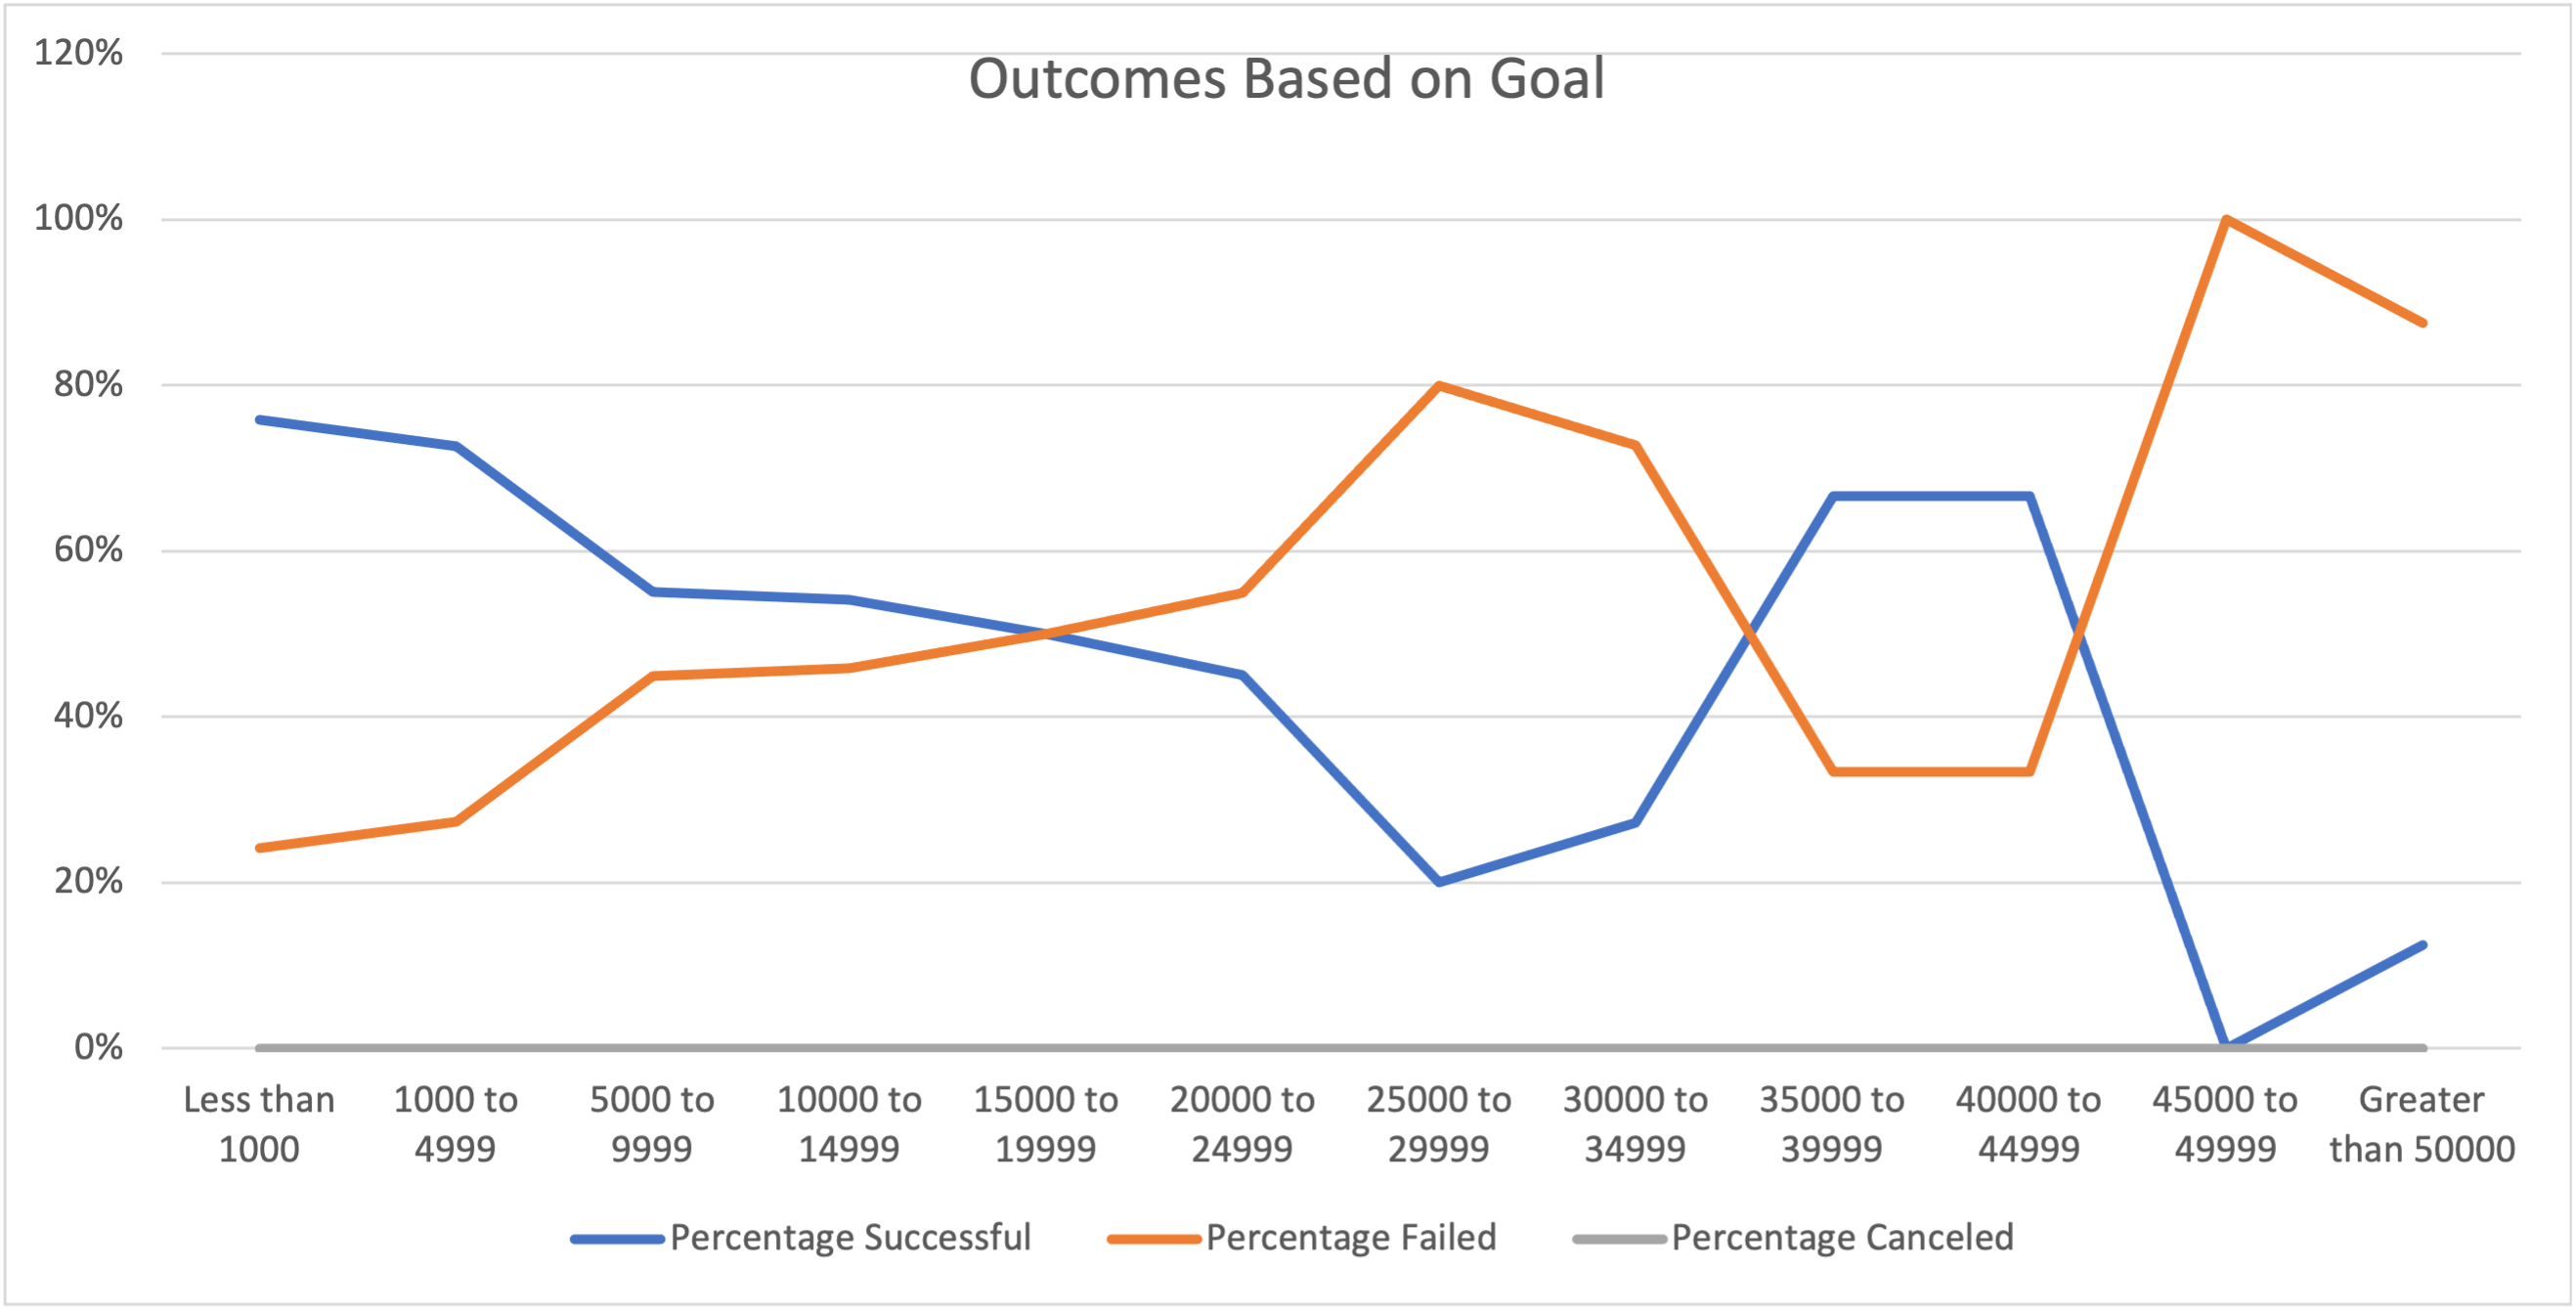 Outcomes Based on Goal
120%
100%
80%
60%
40%
20%
0%
Less than 1000
1000 to 4999
5000 to 9999
10000 to 14999
15000 to 19999
20000 to 24999
25000 to 29999
30000 to 34999
35000 to 39999
40000 to 44999
45000 to 49999
Greater than 50000
Percentage Successful
Percentage Failed
Percentage Canceled